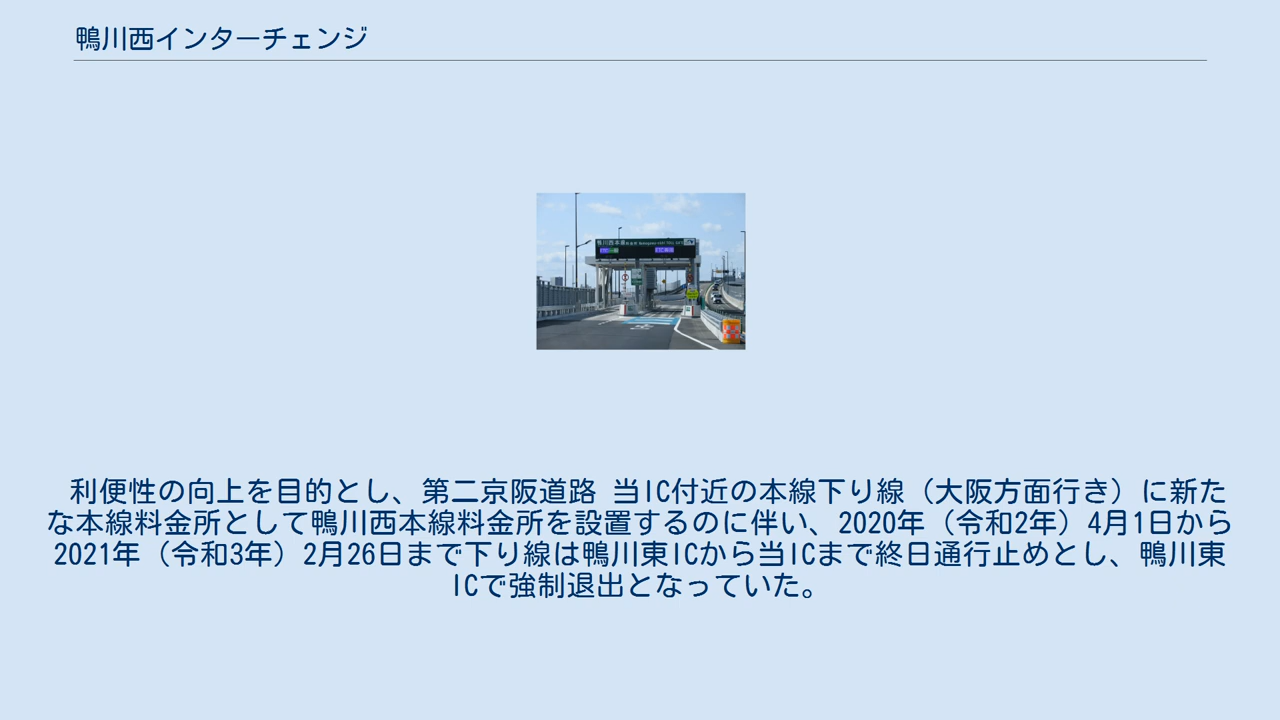 鴨川西インターチェンジ
鴨川西本線
利便性の向上を目的とし、第二京阪道路 当IC付近の本線下り線（大阪方面行き）に新た
な本線料金所として鴨川西本線料金所を設置するのに伴い、2020年（令和2年）4月1日から
2021年（令和3年）2月26日まで下り線は鴨川東ICから当ICまで終日通行止めとし、鴨川東
ICで強制退出となっていた。